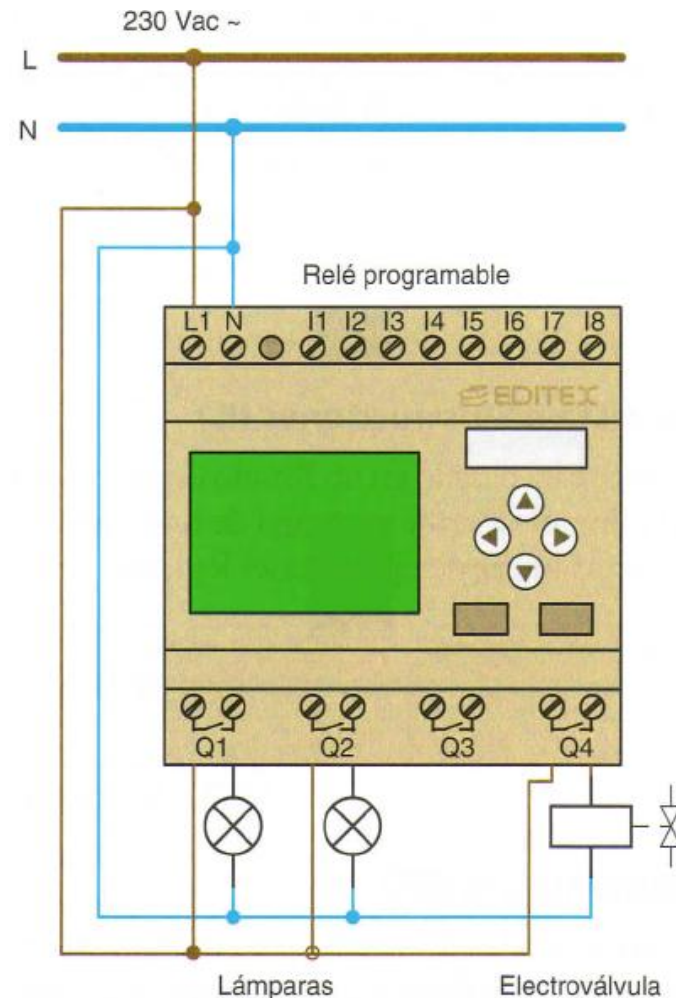 230 Vac ~
L
N
Relé programable
L1 N I1 I2 I3 I4 I5 I6 I7 I8
EDITEX
Q1 Q2 Q3 Q4
Lámparas Electroválvula